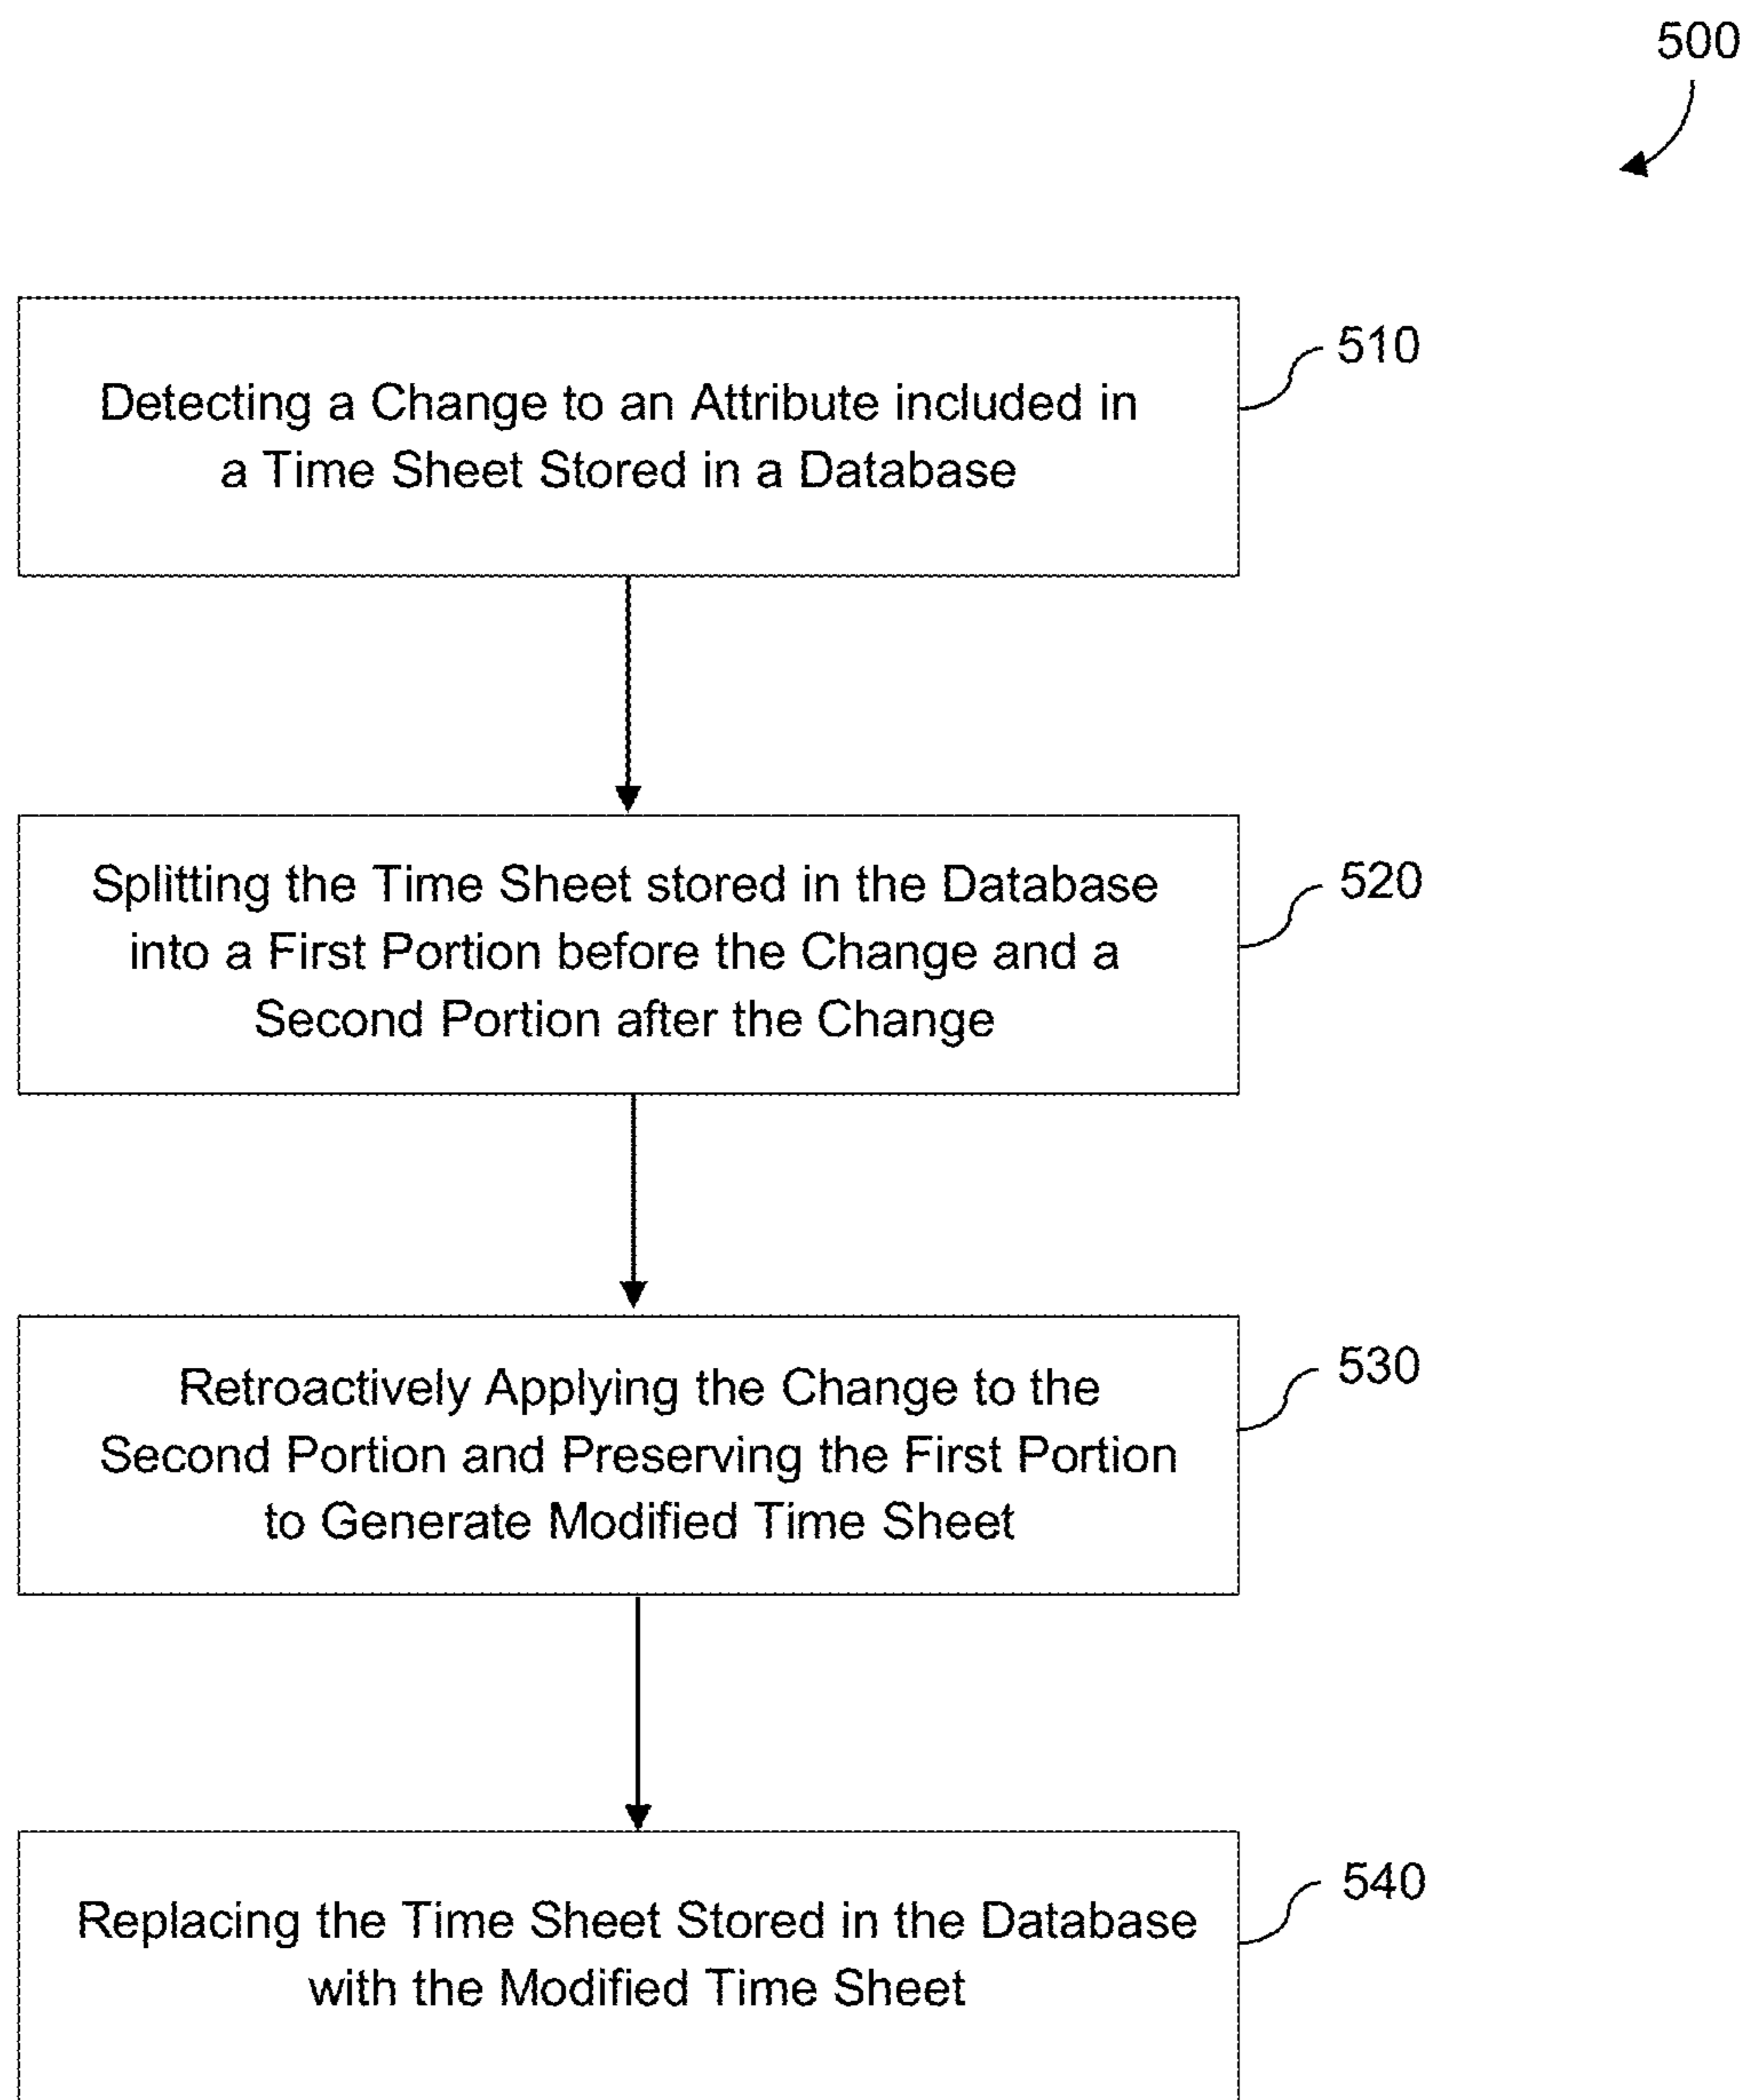 500
Detecting a Change to an Attribute included in
a Time Sheet Stored in a Database
510
Splitting the Time Sheet stored in the Database
into a First Portion before the Change and a
Second Portion after the Change
520
Retroactively Applying the Change to the
Second Portion and Preserving the First Portion
to Generate Modified Time Sheet
530
Replacing the Time Sheet Stored in the Database
with the Modified Time Sheet
540